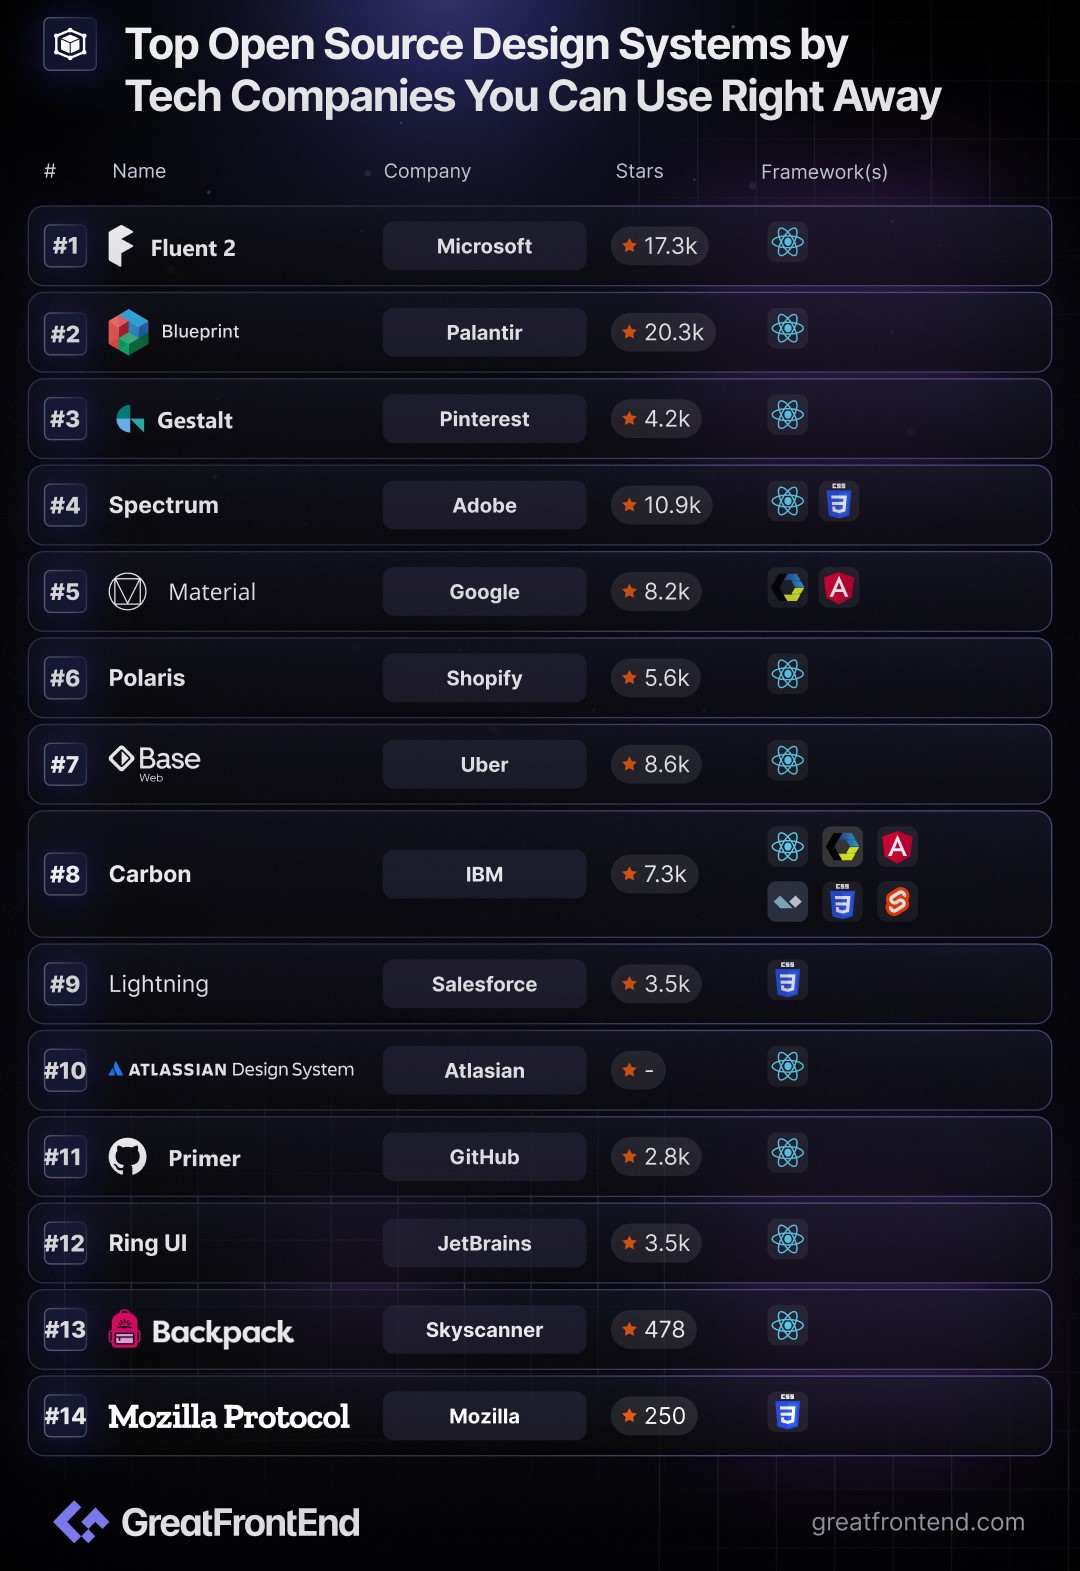 Top Open Source Design Systems by
Tech Companies You Can Use Right Away
# Name Company Stars Framework(s)
#1 Fluent 2 Microsoft 17.3k
#2 Blueprint Palantir 20.3k
#3 Gestalt Pinterest 4.2k
#4 Spectrum Adobe 10.9k CSS 3
#5 Material Google 8.2k A
#6 Polaris Shopify 5.6k
#7 Base Web Uber 8.6k
#8 Carbon IBM 7.3k A
CSS 3
#9 Lightning Salesforce 3.5k CSS 3
#10 ATLASSIAN Design System Atlasian -
#11 Primer GitHub 2.8k
#12 Ring UI JetBrains 3.5k
#13 Backpack Skyscanner 478
#14 Mozilla Protocol Mozilla 250 CSS 3
GreatFrontEnd greatfrontend.com